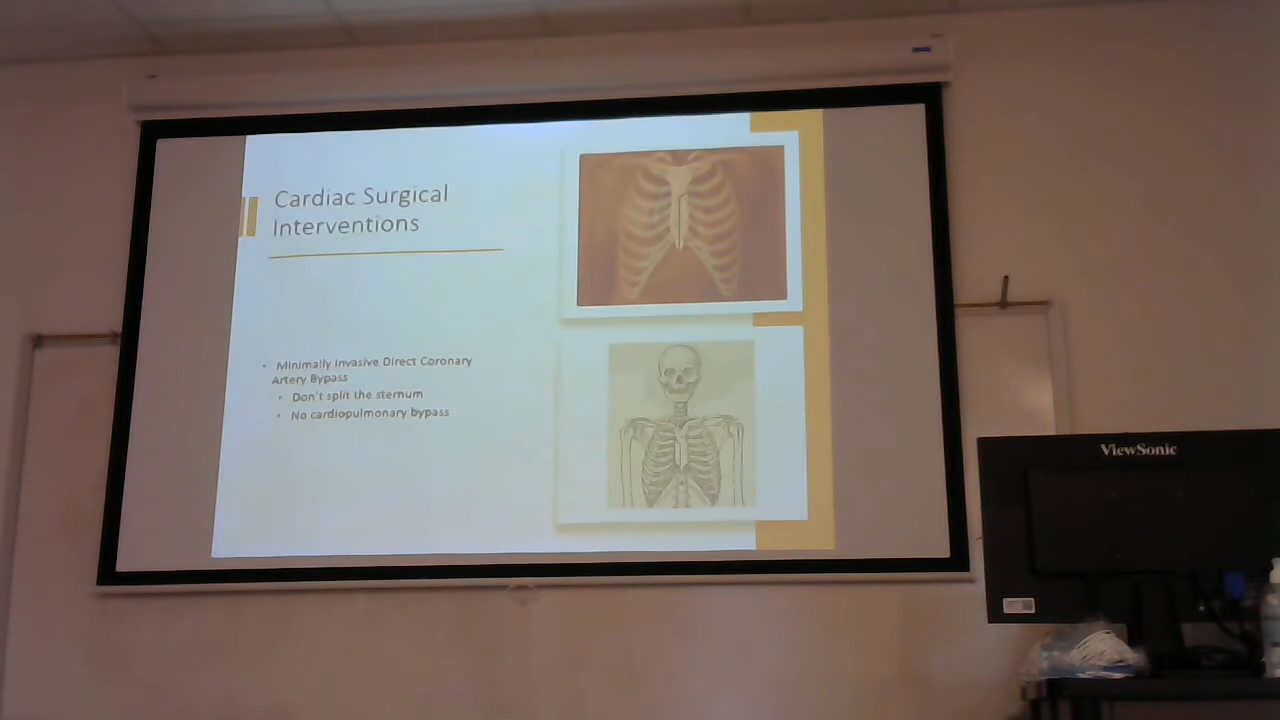 Cardiac Surgical
Interventions
• Minimally Invasive Direct Coronary
Artery Bypass
• Don't split the sternum
• No cardiopulmonary bypass
ViewSonic